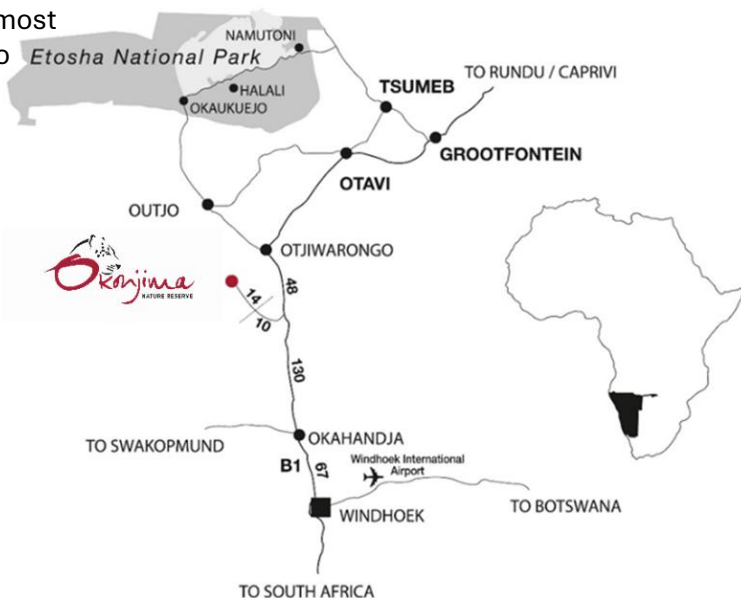 most
o
NAMUTONI
Etosha National Park
HALALI
OKAUKUEJO
TSUMEB
TO RUNDU / CAPRIVI
GROOTFONTEIN
OTAVI
OUTJO
OTJIWARONGO
Okonjima
NATURE RESERVE
48
14
10
130
TO SWAKOPMUND
OKAHANDJA
B1
67
Windhoek International
Airport
WINDHOEK
TO BOTSWANA
TO SOUTH AFRICA